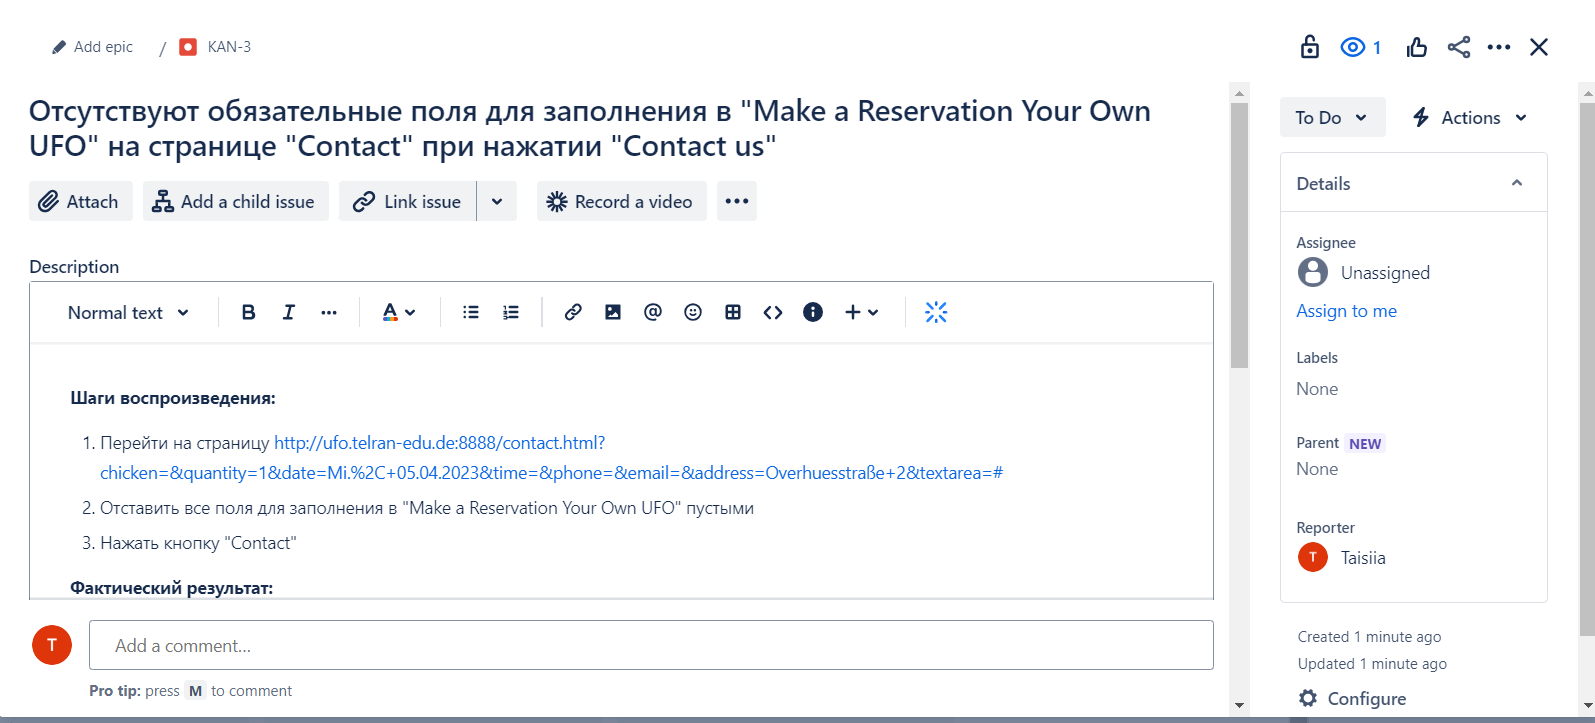 Add epic / KAN-3
1
Отсутствуют обязательные поля для заполнения в "Make a Reservation Your Own
UFO" на странице "Contact" при нажатии "Contact us"
To Do
Actions
Attach
Add a child issue
Link issue
Record a video
Details
Description
Assignee
Unassigned
Assign to me
Normal text
B I A @
Labels
None
Шаги воспроизведения:
1. Перейти на страницу http://ufo.telran-edu.de:8888/contact.html?
chicken=&quantity=1&date=Mi.%2C+05.04.2023&time=&phone=&email=&address=Overhuesstraße+2&textarea=#
2. Отставить все поля для заполнения в "Make a Reservation Your Own UFO" пустыми
3. Нажать кнопку "Contact"
Фактический результат:
Parent NEW
None
Reporter
T Taisiia
T
Add a comment...
Pro tip: press M to comment
Created 1 minute ago
Updated 1 minute ago
Configure